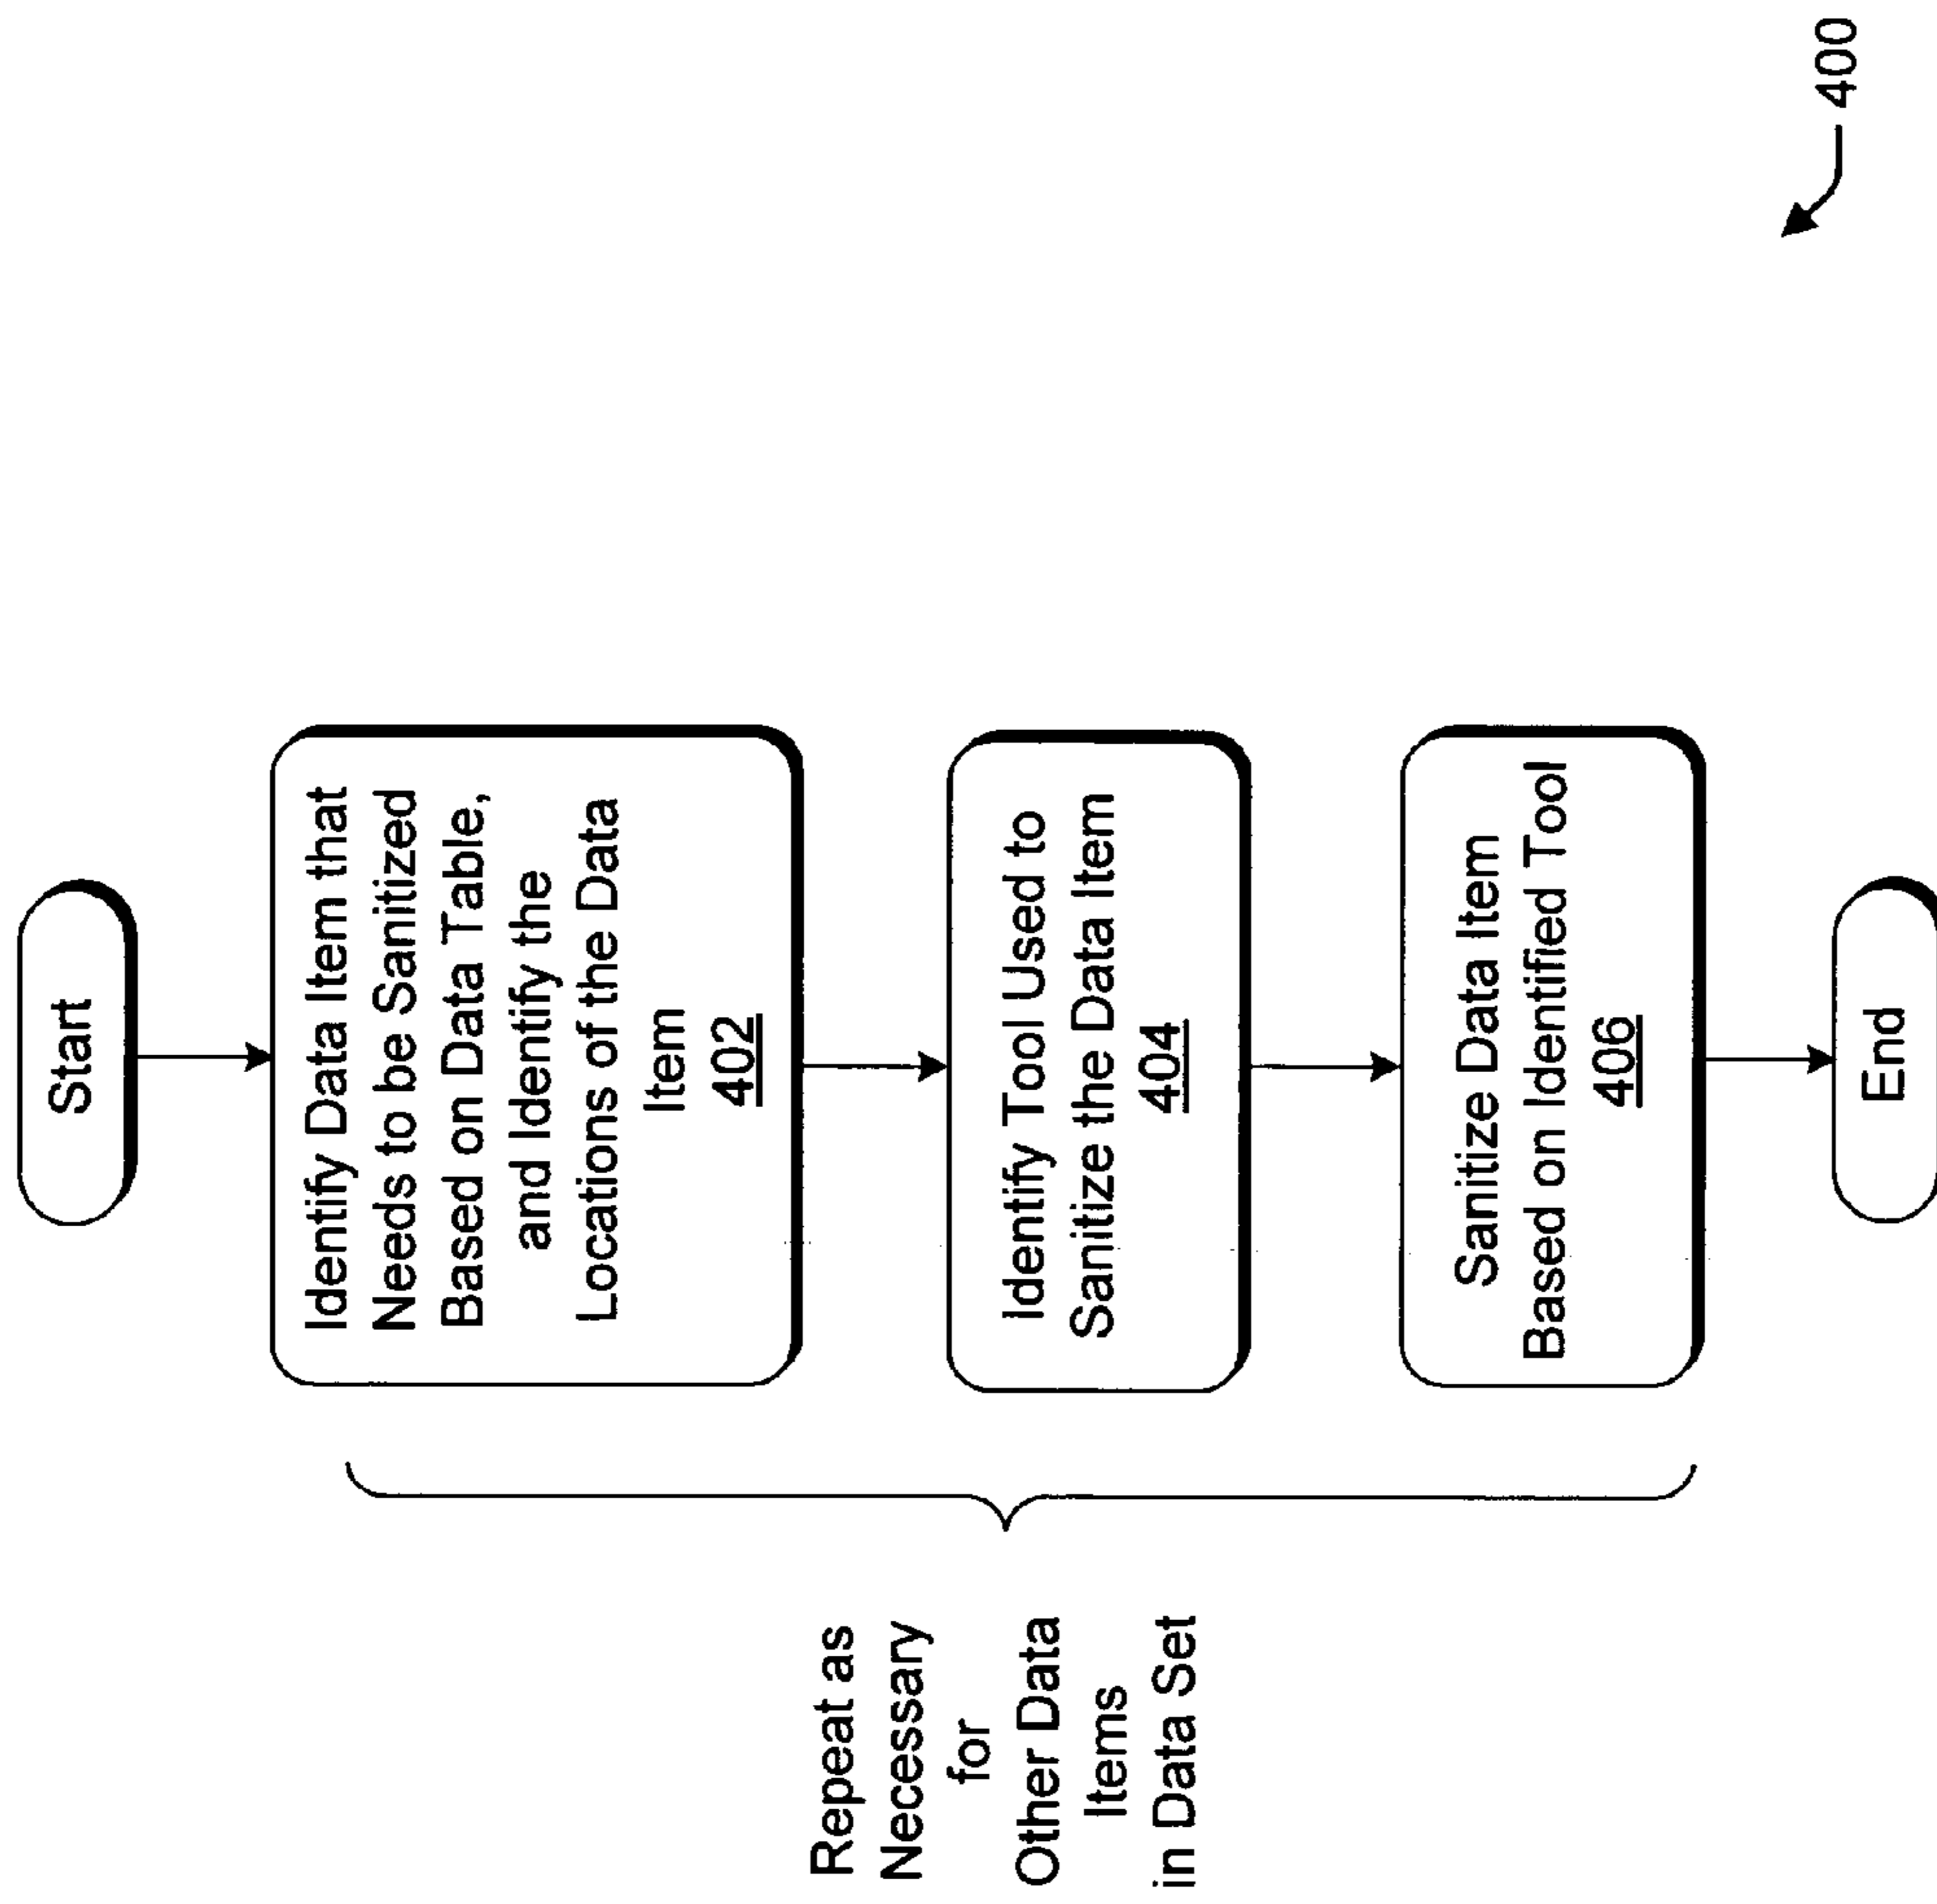 Start
Identify Data Item that
Needs to be Sanitized
Based on Data Table,
and Identify the
Locations of the Data
Item
402
Identify Tool Used to
Sanitize the Data Item
404
Sanitize Data Item
Based on Identified Tool
406
End
Repeat as
Necessary
for
Other Data
Items
in Data Set
400